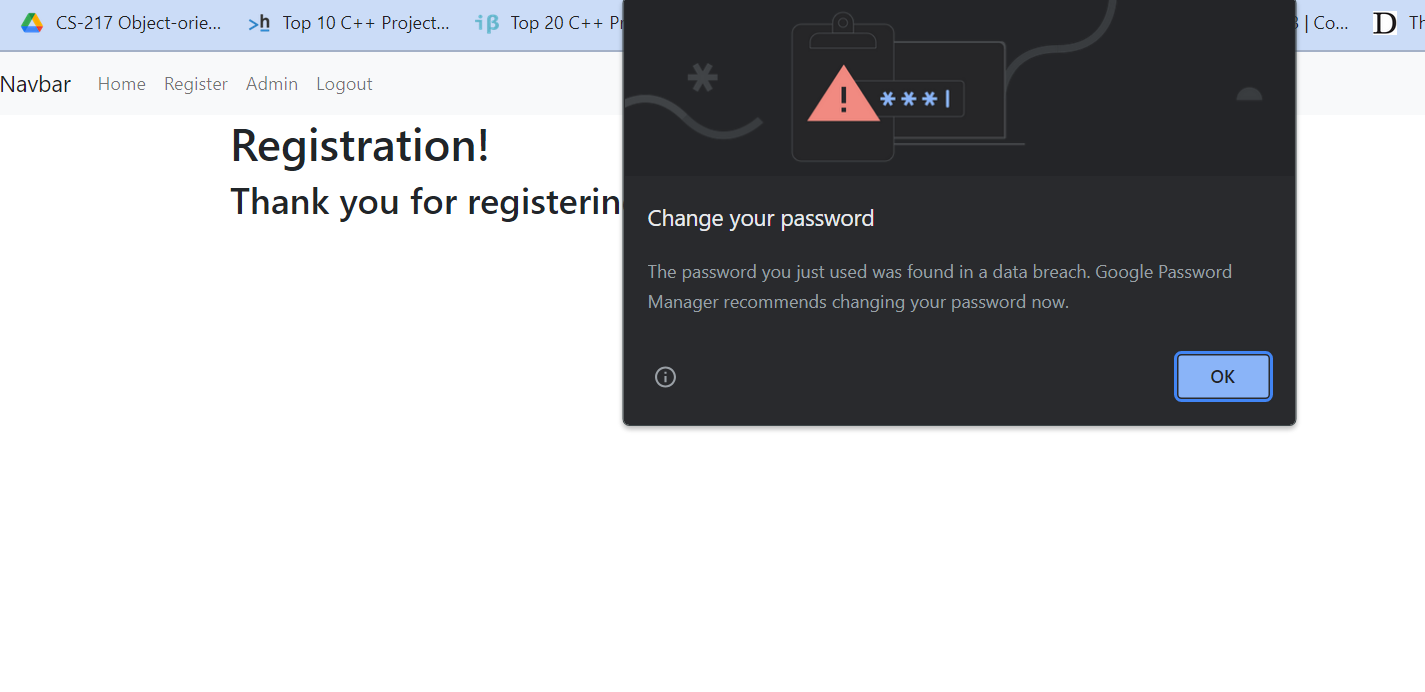 CS-217 Object-orie... >h Top 10 C++ Project... iβ Top 20 C++ Pr | Co... D Th
Navbar Home Register Admin Logout
Registration!
Thank you for registerin
***|
Change your password
The password you just used was found in a data breach. Google Password
Manager recommends changing your password now.
OK